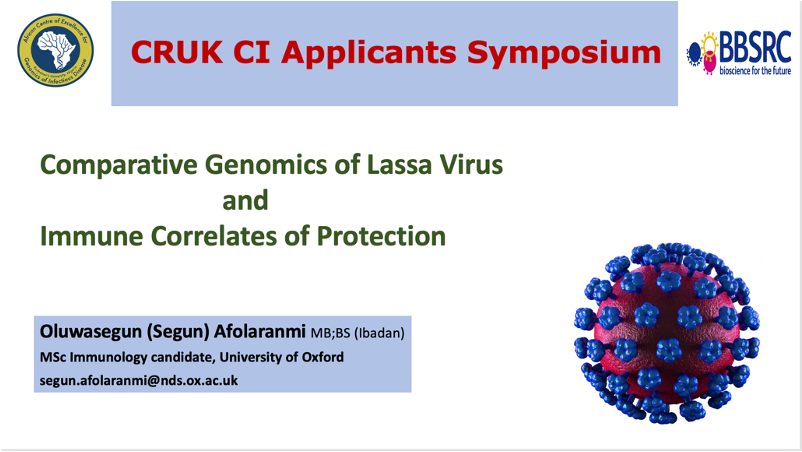 African Centre of Excellence for
Genomics of Infectious Disease
CRUK CI Applicants Symposium
BBSRC
bioscience for the future
Comparative Genomics of Lassa Virus
and
Immune Correlates of Protection
Oluwasegun (Segun) Afolaranmi MB;BS (Ibadan)
MSc Immunology candidate, University of Oxford
segun.afolaranmi@nds.ox.ac.uk